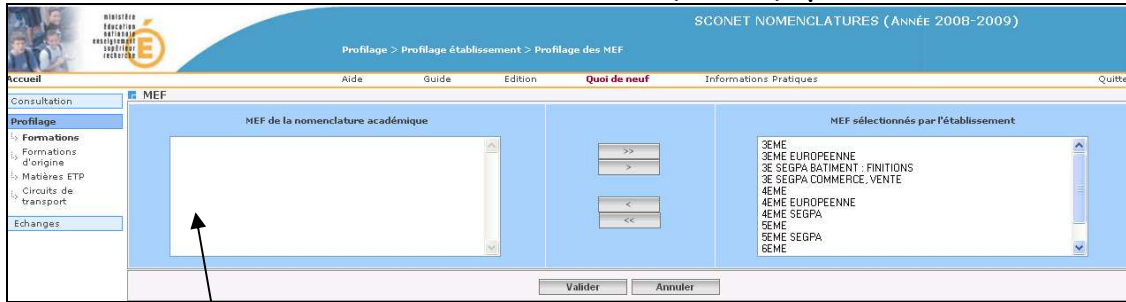 ministère
éducation
nationale
enseignement
supérieur
recherche
É
SCONET NOMENCLATURES (ANNÉE 2008-2009)
Profilage > Profilage établissement > Profilage des MEF
Accueil Aide Guide Edition Quoi de neuf Informations Pratiques Quitte
Consultation
Profilage
Formations
Formations
d'origine
Matières ETP
Circuits de
transport
Echanges
MEF
MEF de la nomenclature académique
>>
>
<
<<
MEF sélectionnés par l'établissement
3EME
3EME EUROPEENNE
3E SEGPA BATIMENT : FINITIONS
3E SEGPA COMMERCE, VENTE
4EME
4EME EUROPEENNE
4EME SEGPA
5EME
5EME SEGPA
6EME
Valider Annuler